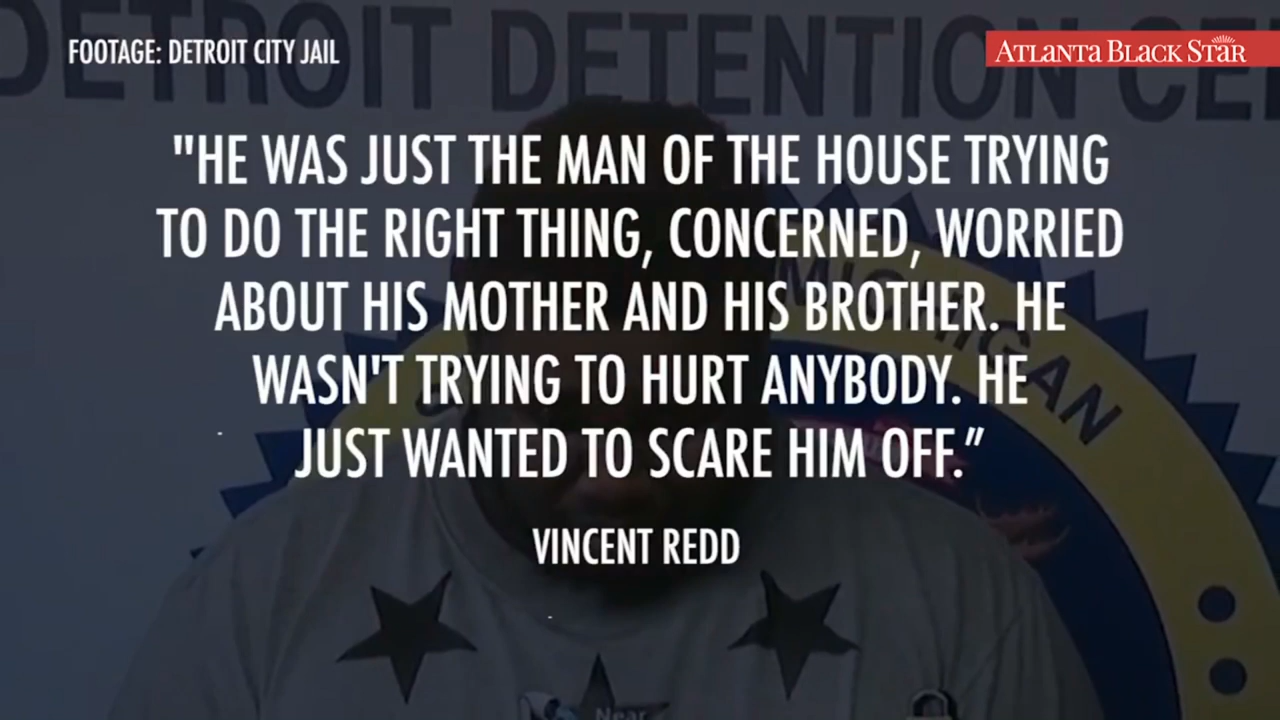 DETROIT DETENTION CE
FOOTAGE: DETROIT CITY JAIL
ATLANTA BLACK STAR
"HE WAS JUST THE MAN OF THE HOUSE TRYING
TO DO THE RIGHT THING, CONCERNED, WORRIED
ABOUT HIS MOTHER AND HIS BROTHER. HE
WASN'T TRYING TO HURT ANYBODY. HE
JUST WANTED TO SCARE HIM OFF.”
VINCENT REDD
MICHIGAN
Near